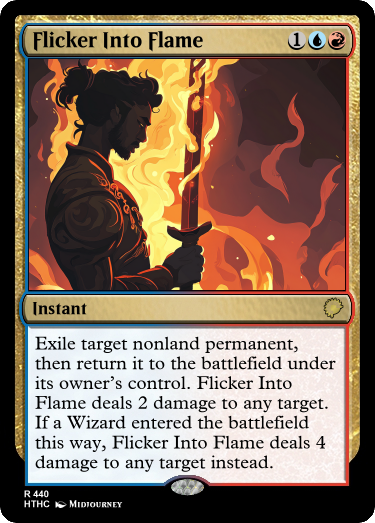 Flicker Into Flame 1
Instant
Exile target nonland permanent,
then return it to the battlefield under
its owner's control. Flicker Into
Flame deals 2 damage to any target.
If a Wizard entered the battlefield
this way, Flicker Into Flame deals 4
damage to any target instead.
R 440
HTHC Midjourney